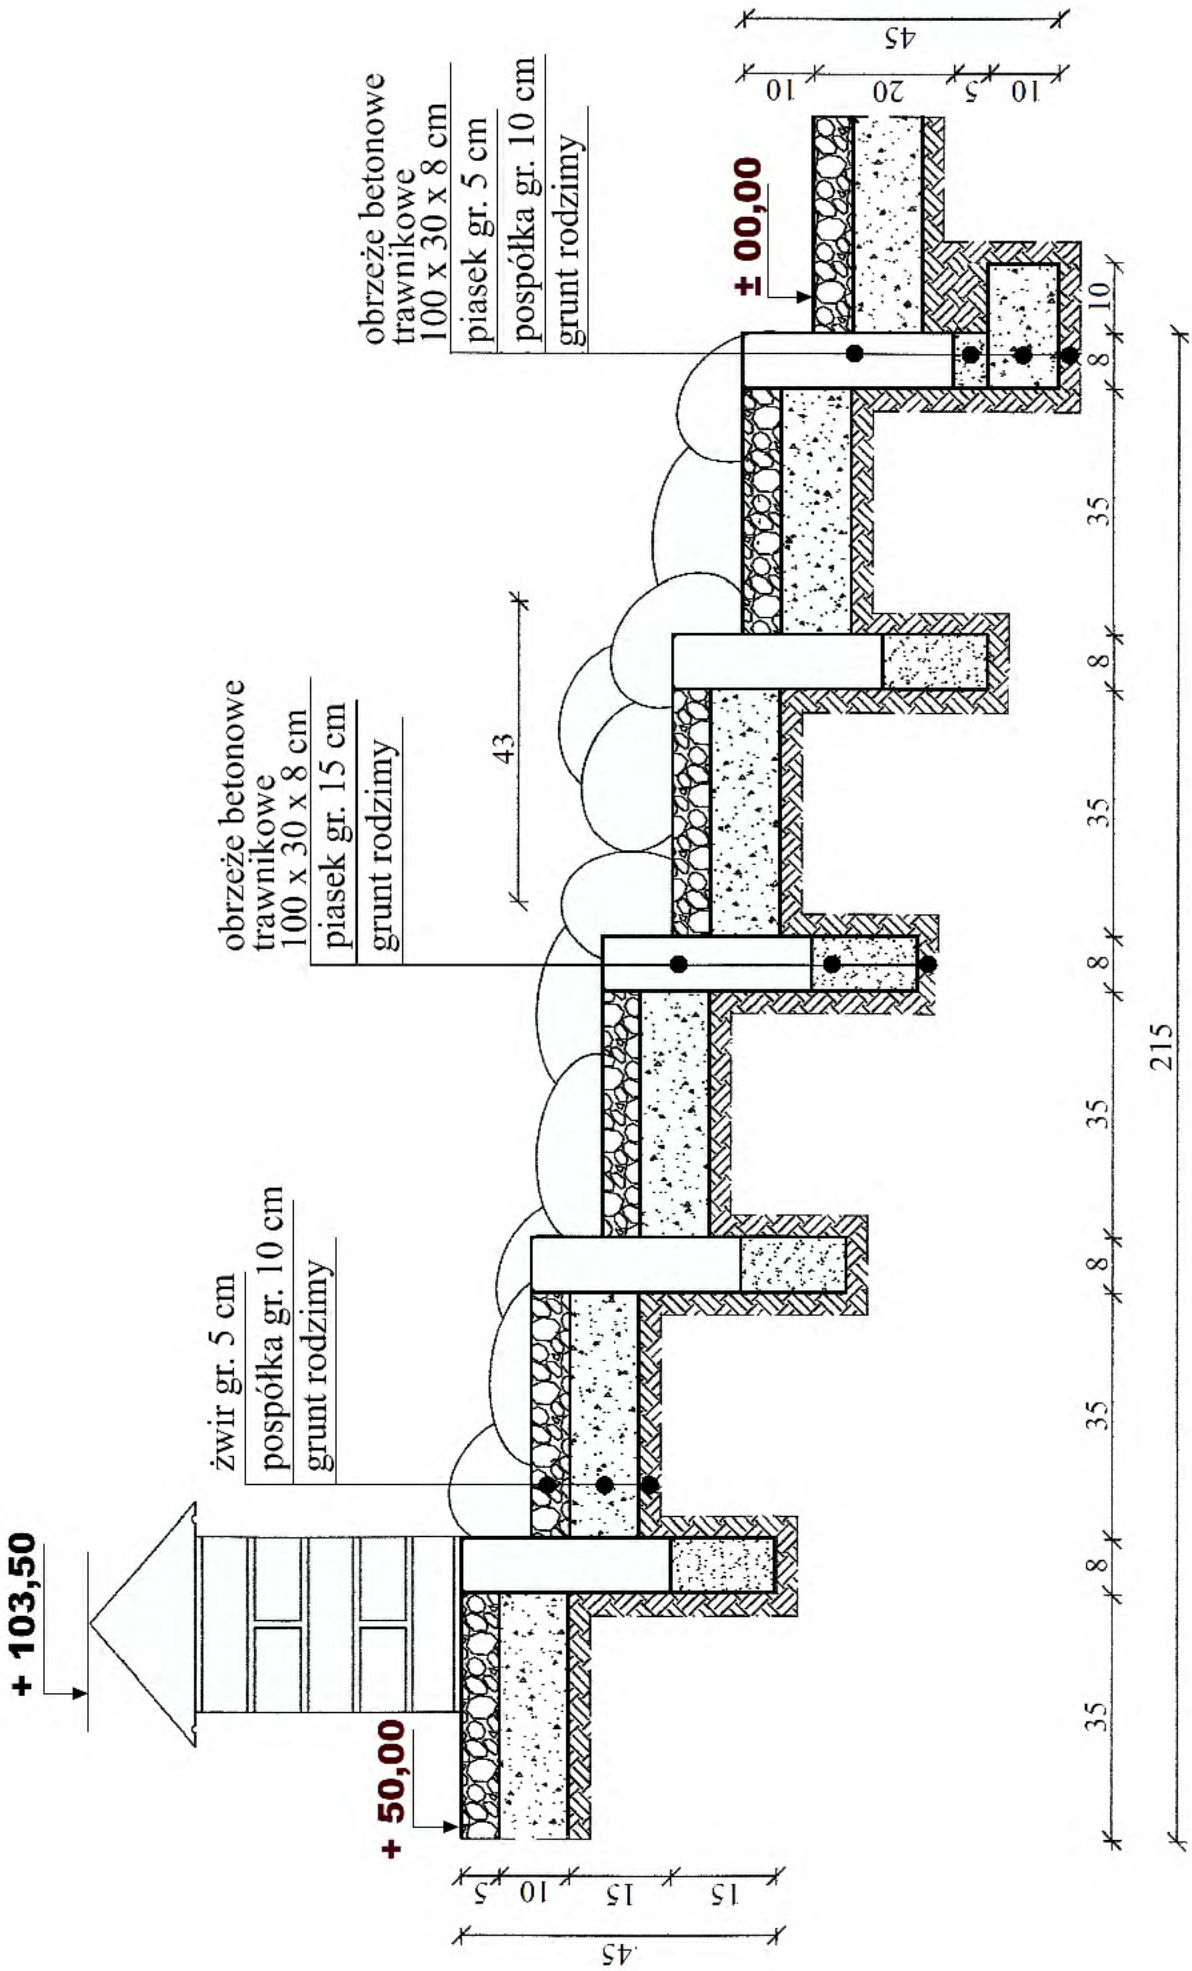 + 103,50
żwir gr. 5 cm
pospółka gr. 10 cm
grunt rodzimy
obrzeże betonowe
trawnikowe
100 x 30 x 8 cm
piasek gr. 15 cm
grunt rodzimy
obrzeże betonowe
trawnikowe
100 x 30 x 8 cm
piasek gr. 5 cm
pospółka gr. 10 cm
grunt rodzimy
+ 50,00
43
± 00,00
5
10
15
15
45
10
20
5
10
45
35
8
35
8
35
8
35
8
35
8
10
215